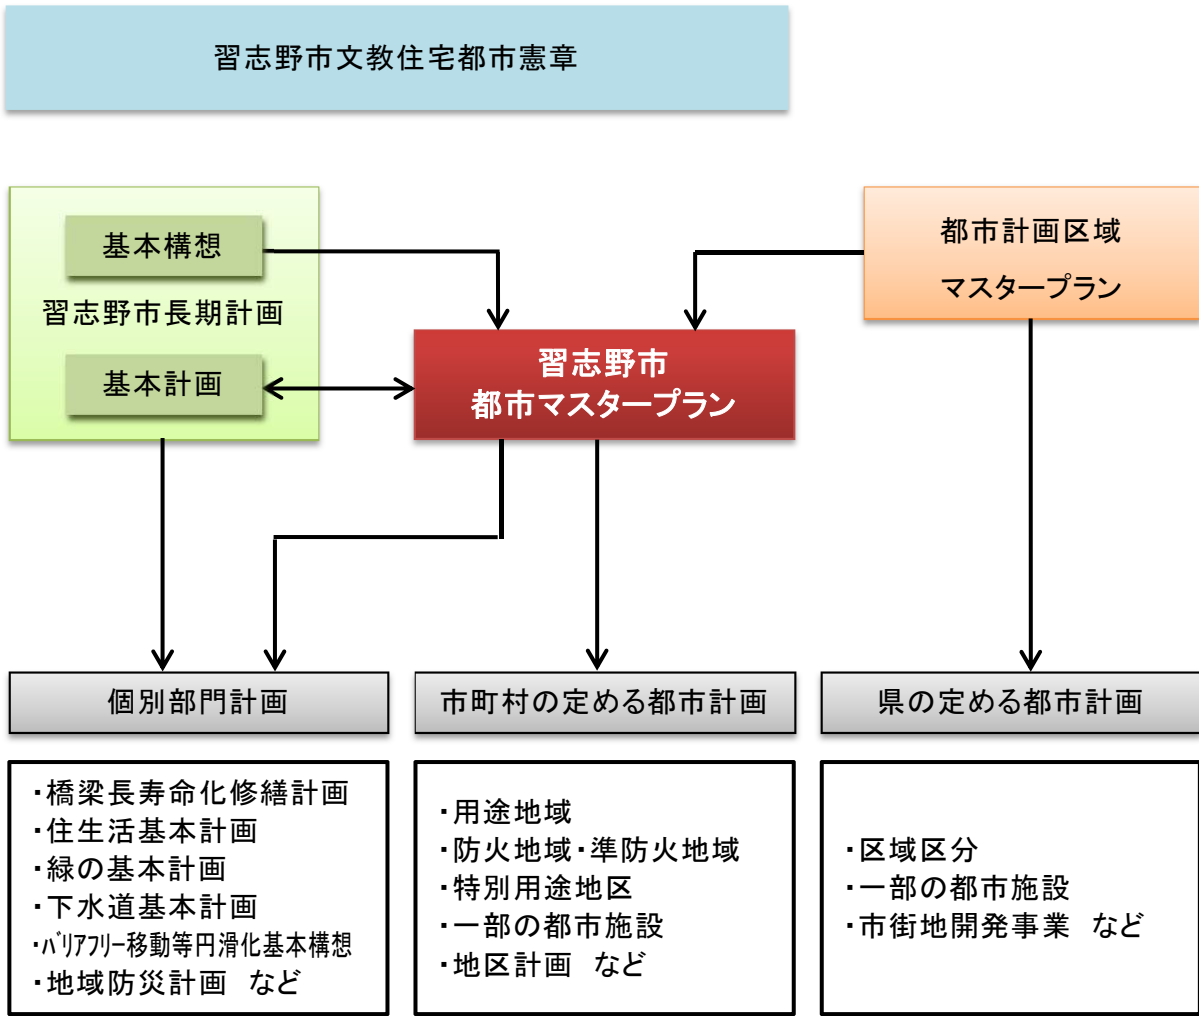 習志野市文教住宅都市憲章
基本構想
習志野市長期計画
基本計画
都市計画区域
マスタープラン
習志野市
都市マスタープラン
個別部門計画
・橋梁長寿命化修繕計画
・住生活基本計画
・緑の基本計画
・下水道基本計画
・ﾊﾞﾘｱﾌﾘｰ移動等円滑化基本構想
・地域防災計画　など
市町村の定める都市計画
・用途地域
・防火地域・準防火地域
・特別用途地区
・一部の都市施設
・地区計画　など
県の定める都市計画
・区域区分
・一部の都市施設
・市街地開発事業　など